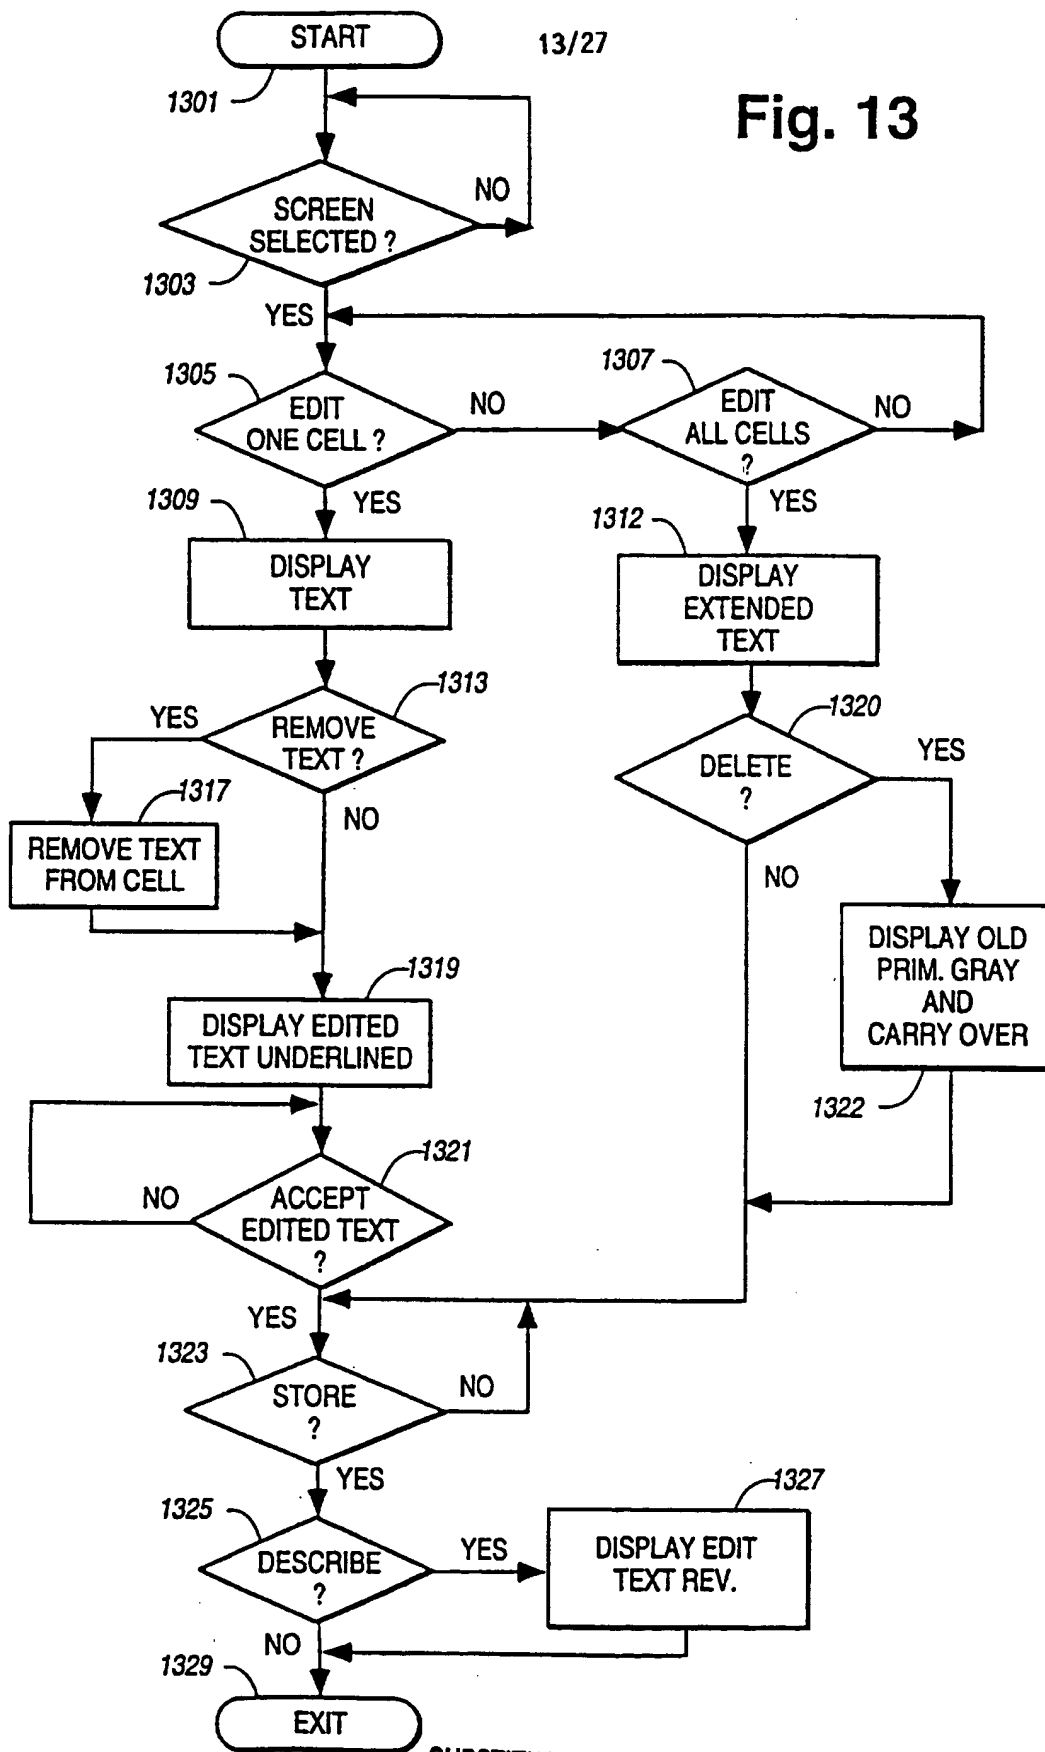 START
13/27
Fig. 13
1301
NO
SCREEN
SELECTED ?
1303
YES
1305
EDIT
ONE CELL ?
NO
1307
EDIT
ALL CELLS
?
NO
1309
YES
YES
1312
DISPLAY
TEXT
DISPLAY
EXTENDED
TEXT
1313
YES
REMOVE
TEXT ?
1320
DELETE
?
YES
1317
NO
REMOVE TEXT
FROM CELL
NO
DISPLAY OLD
PRIM. GRAY
AND
CARRY OVER
1319
DISPLAY EDITED
TEXT UNDERLINED
1322
1321
NO
ACCEPT
EDITED TEXT
?
YES
1323
STORE
?
NO
YES
1327
1325
DESCRIBE
?
YES
DISPLAY EDIT
TEXT REV.
NO
1329
EXIT